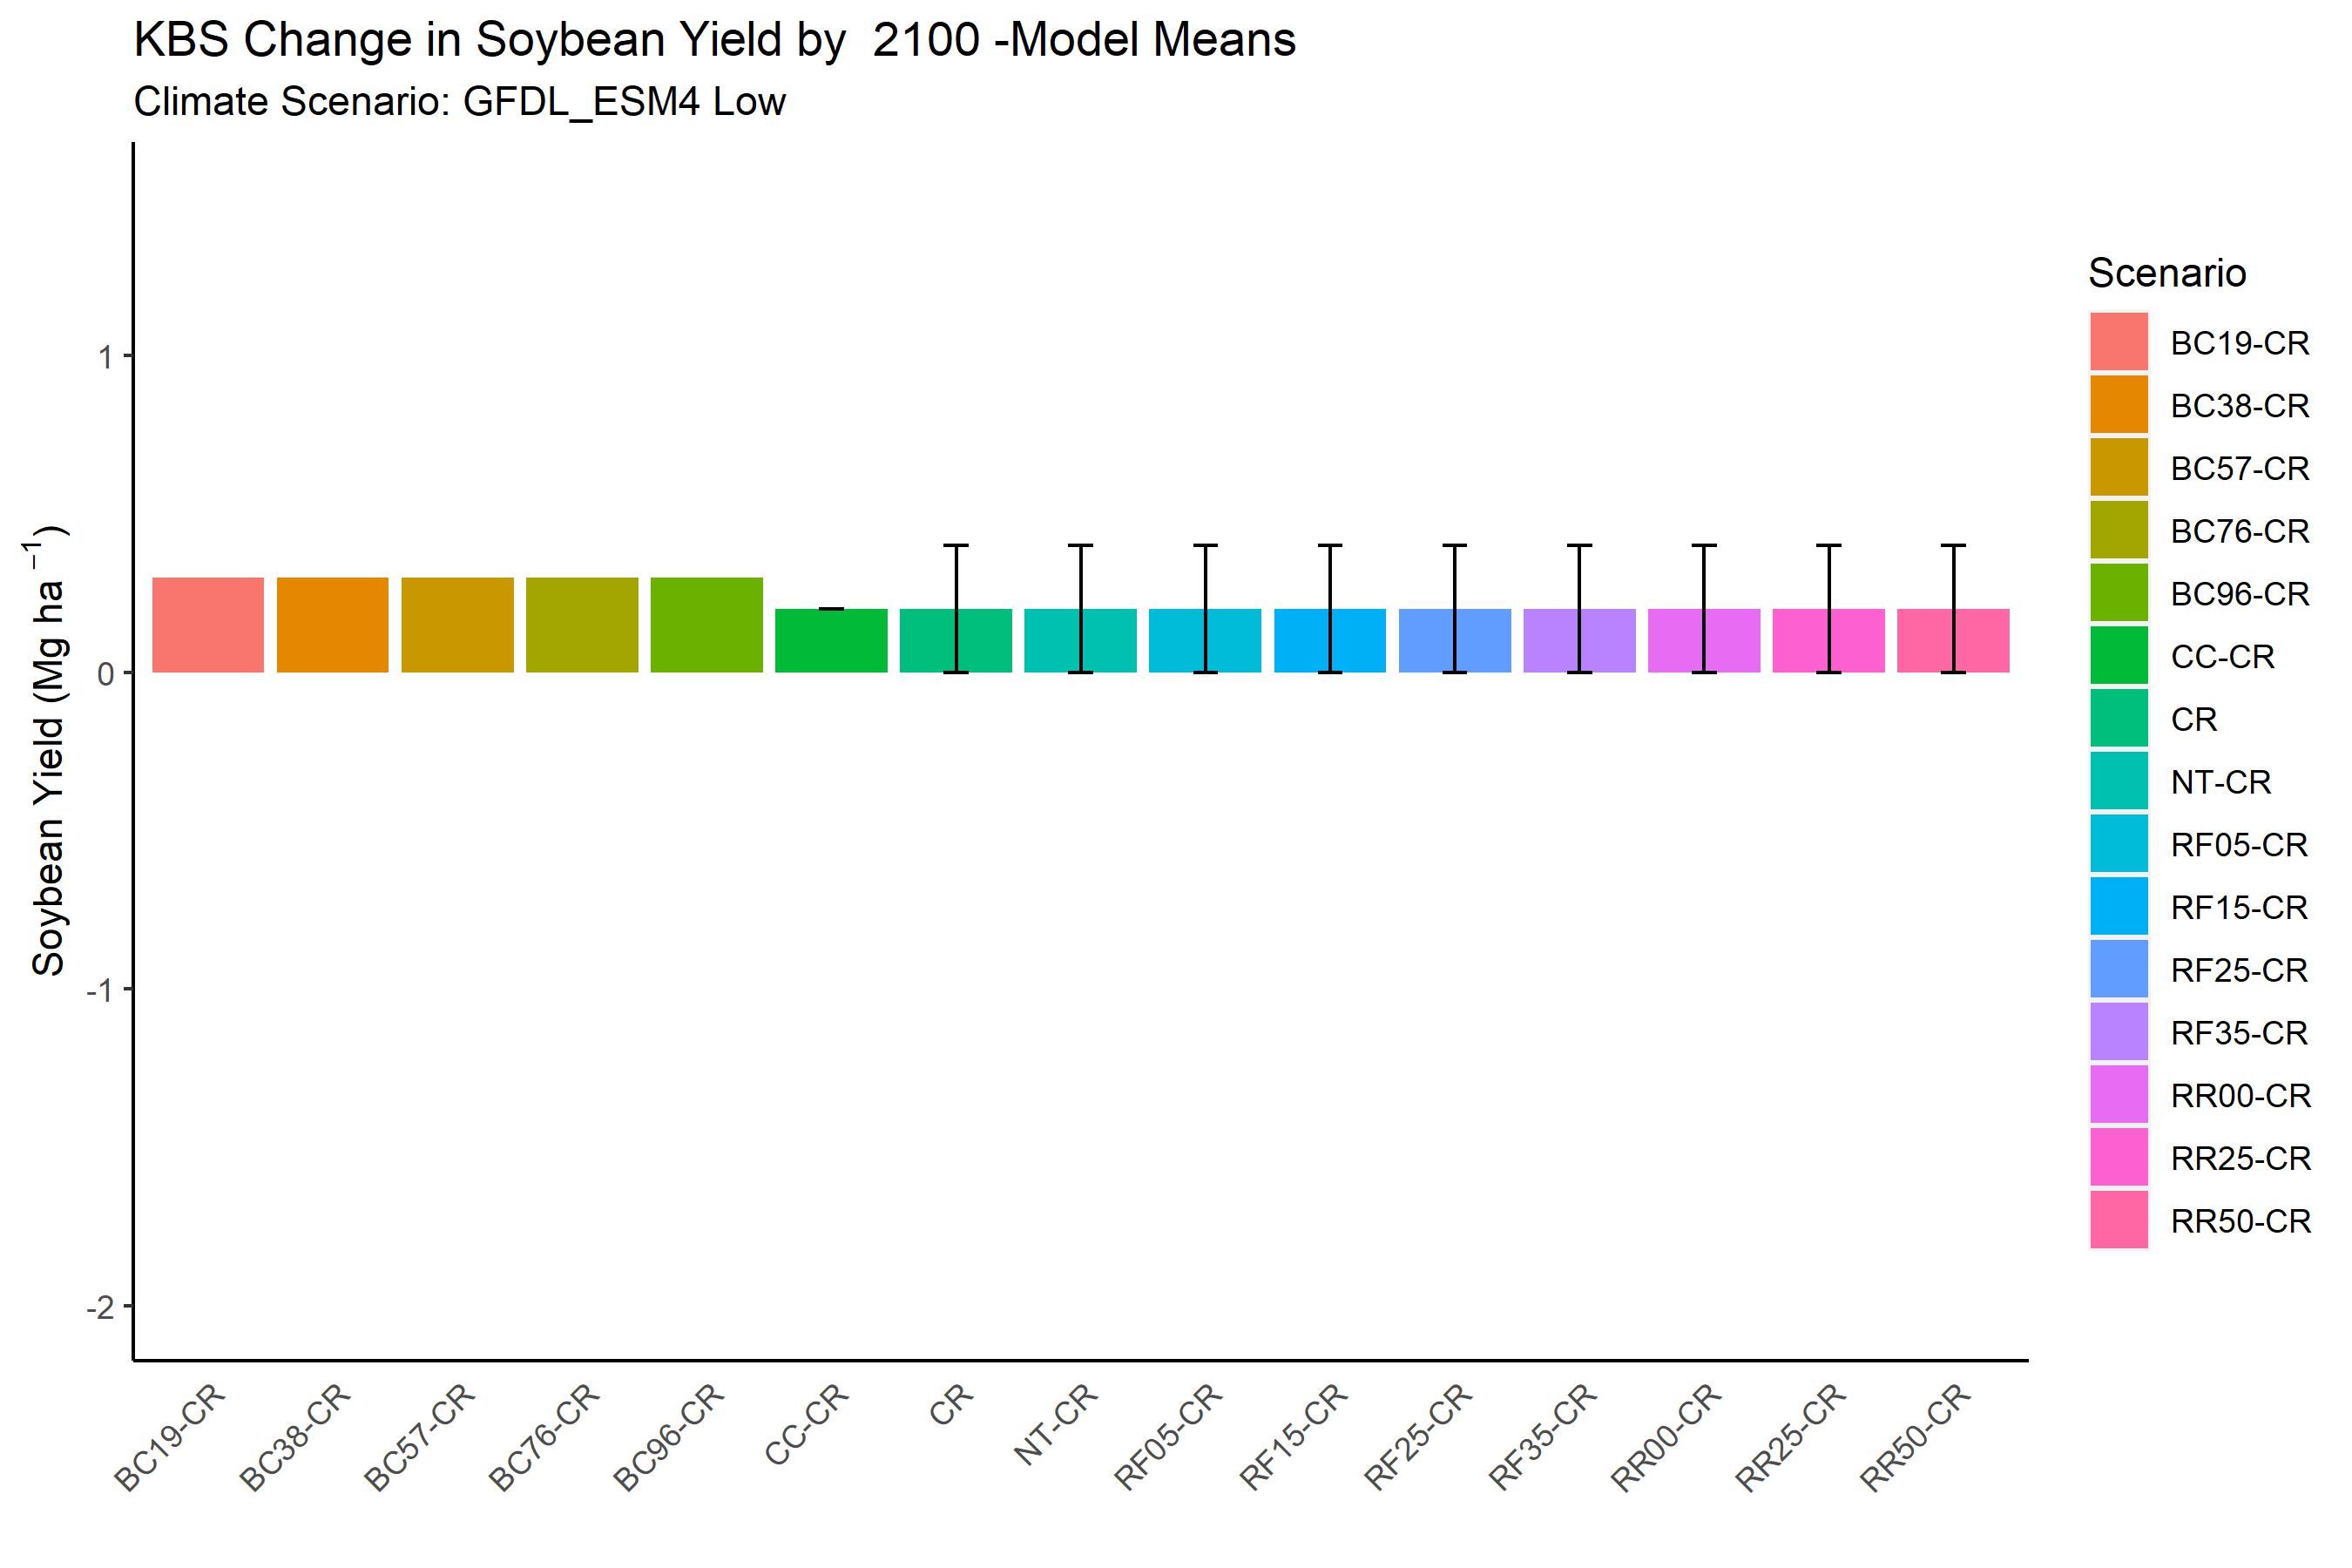 KBS Change in Soybean Yield by  2100 -Model Means
Climate Scenario: GFDL_ESM4 Low
Soybean Yield (Mg ha ⁻¹)
1
0
-1
-2
BC19-CR
BC38-CR
BC57-CR
BC76-CR
BC96-CR
CC-CR
CR
NT-CR
RF05-CR
RF15-CR
RF25-CR
RF35-CR
RR00-CR
RR25-CR
RR50-CR
Scenario
BC19-CR
BC38-CR
BC57-CR
BC76-CR
BC96-CR
CC-CR
CR
NT-CR
RF05-CR
RF15-CR
RF25-CR
RF35-CR
RR00-CR
RR25-CR
RR50-CR